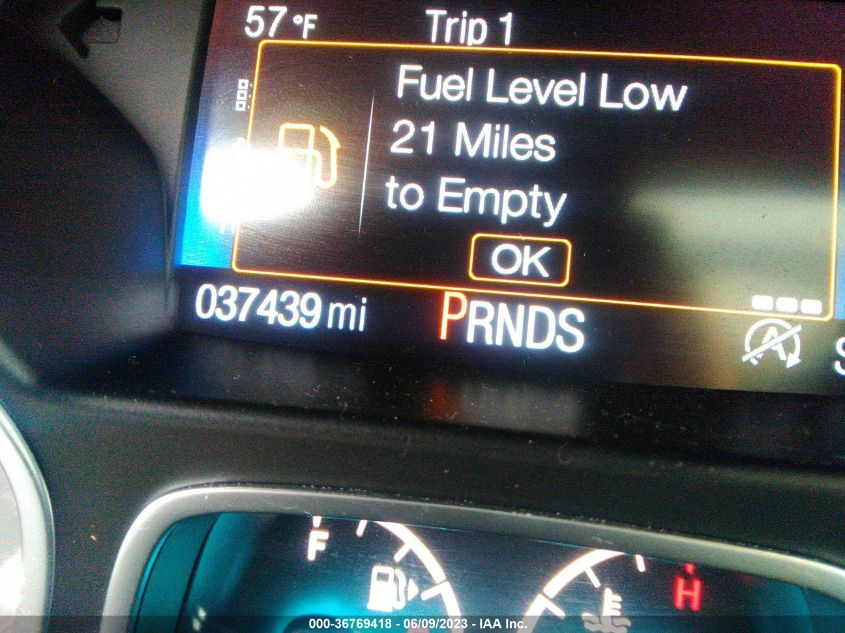 57°F Trip 1
Fuel Level Low
21 Miles
to Empty
OK
037439 mi PRNDS
F H
000-36769418 - 06/09/2023 - IAA Inc.